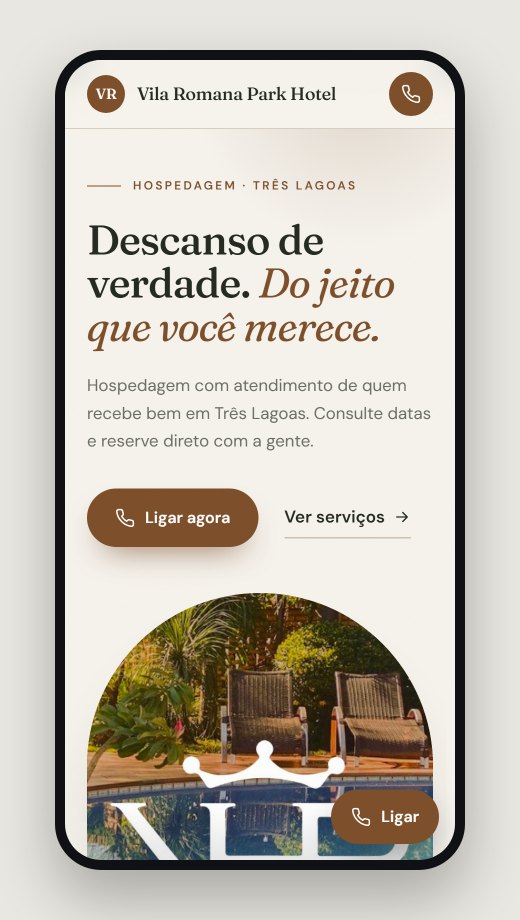 VR Vila Romana Park Hotel
HOSPEDAGEM · TRÊS LAGOAS
Descanso de
verdade. Do jeito
que você merece.
Hospedagem com atendimento de quem
recebe bem em Três Lagoas. Consulte datas
e reserve direto com a gente.
Ligar agora
Ver serviços →
Ligar